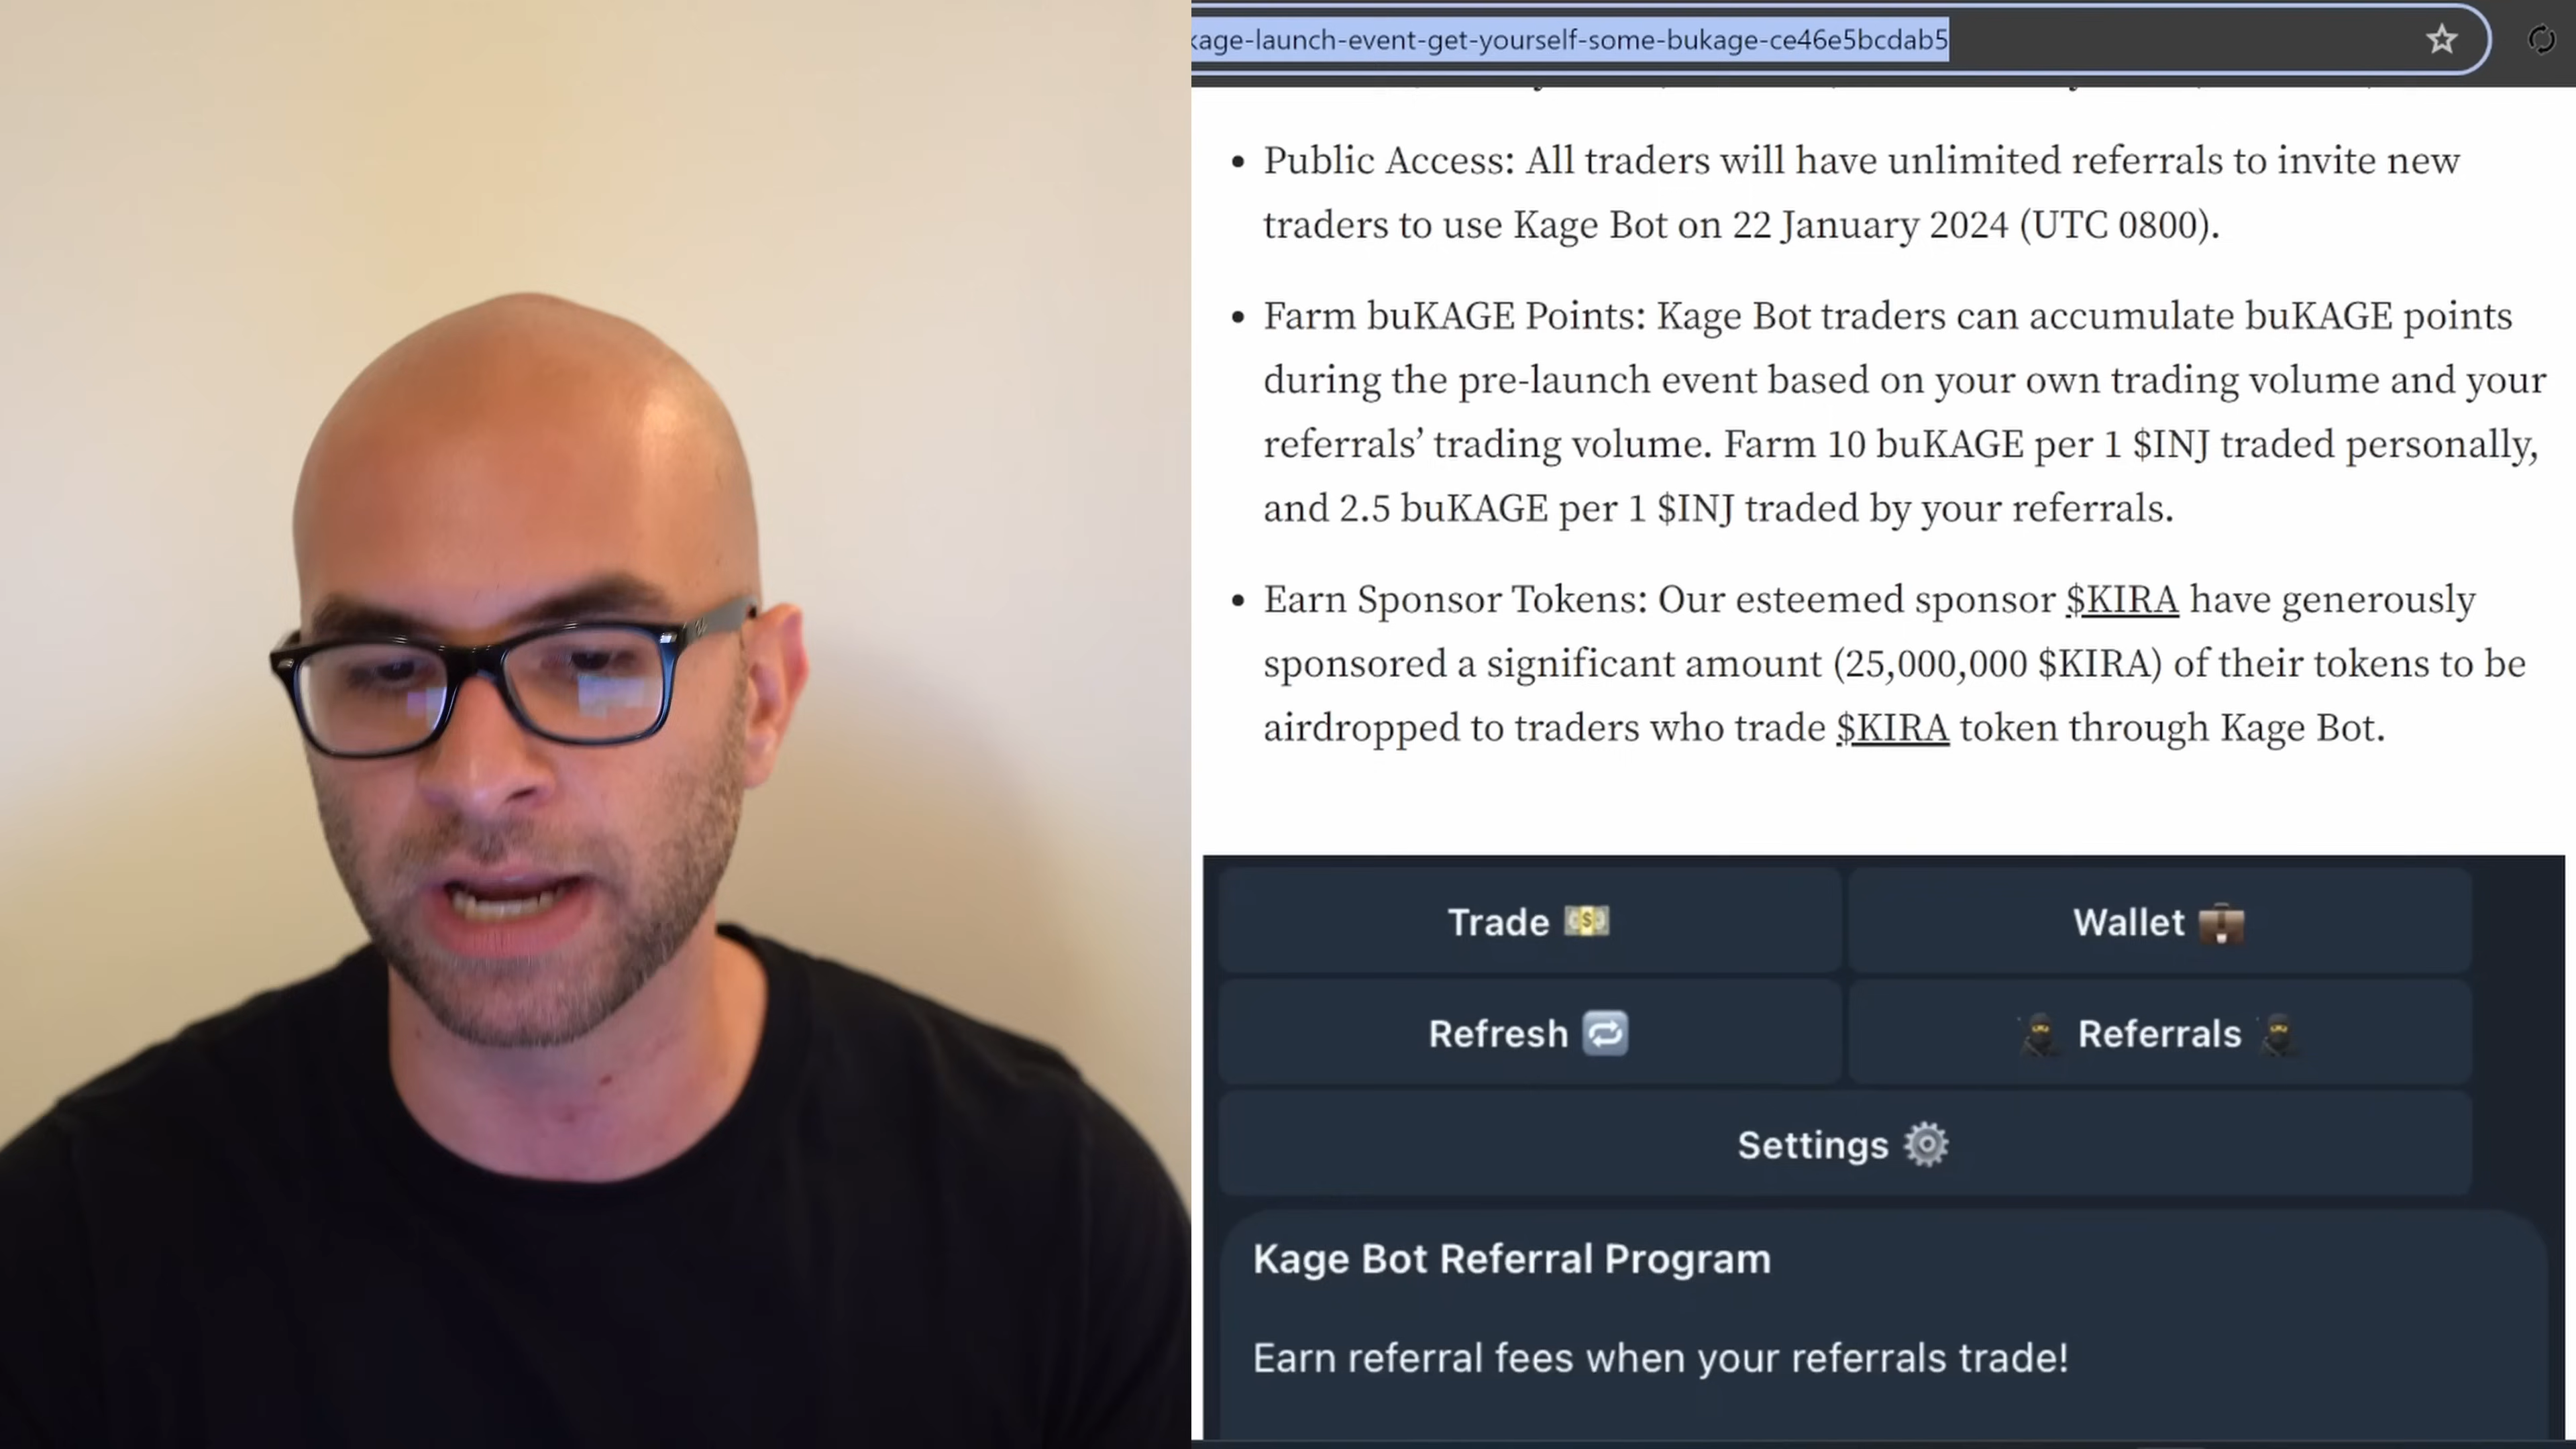 kage-launch-event-get-yourself-some-bukage-ce46e5bcdab5
Public Access: All traders will have unlimited referrals to invite new
traders to use Kage Bot on 22 January 2024 (UTC 0800).
Farm buKAGE Points: Kage Bot traders can accumulate buKAGE points
during the pre-launch event based on your own trading volume and your
referrals’ trading volume. Farm 10 buKAGE per 1 $INJ traded personally,
and 2.5 buKAGE per 1 $INJ traded by your referrals.
Earn Sponsor Tokens: Our esteemed sponsor $KIRA have generously
sponsored a significant amount (25,000,000 $KIRA) of their tokens to be
airdropped to traders who trade $KIRA token through Kage Bot.
Trade
Wallet
Refresh
Referrals
Settings
Kage Bot Referral Program
Earn referral fees when your referrals trade!